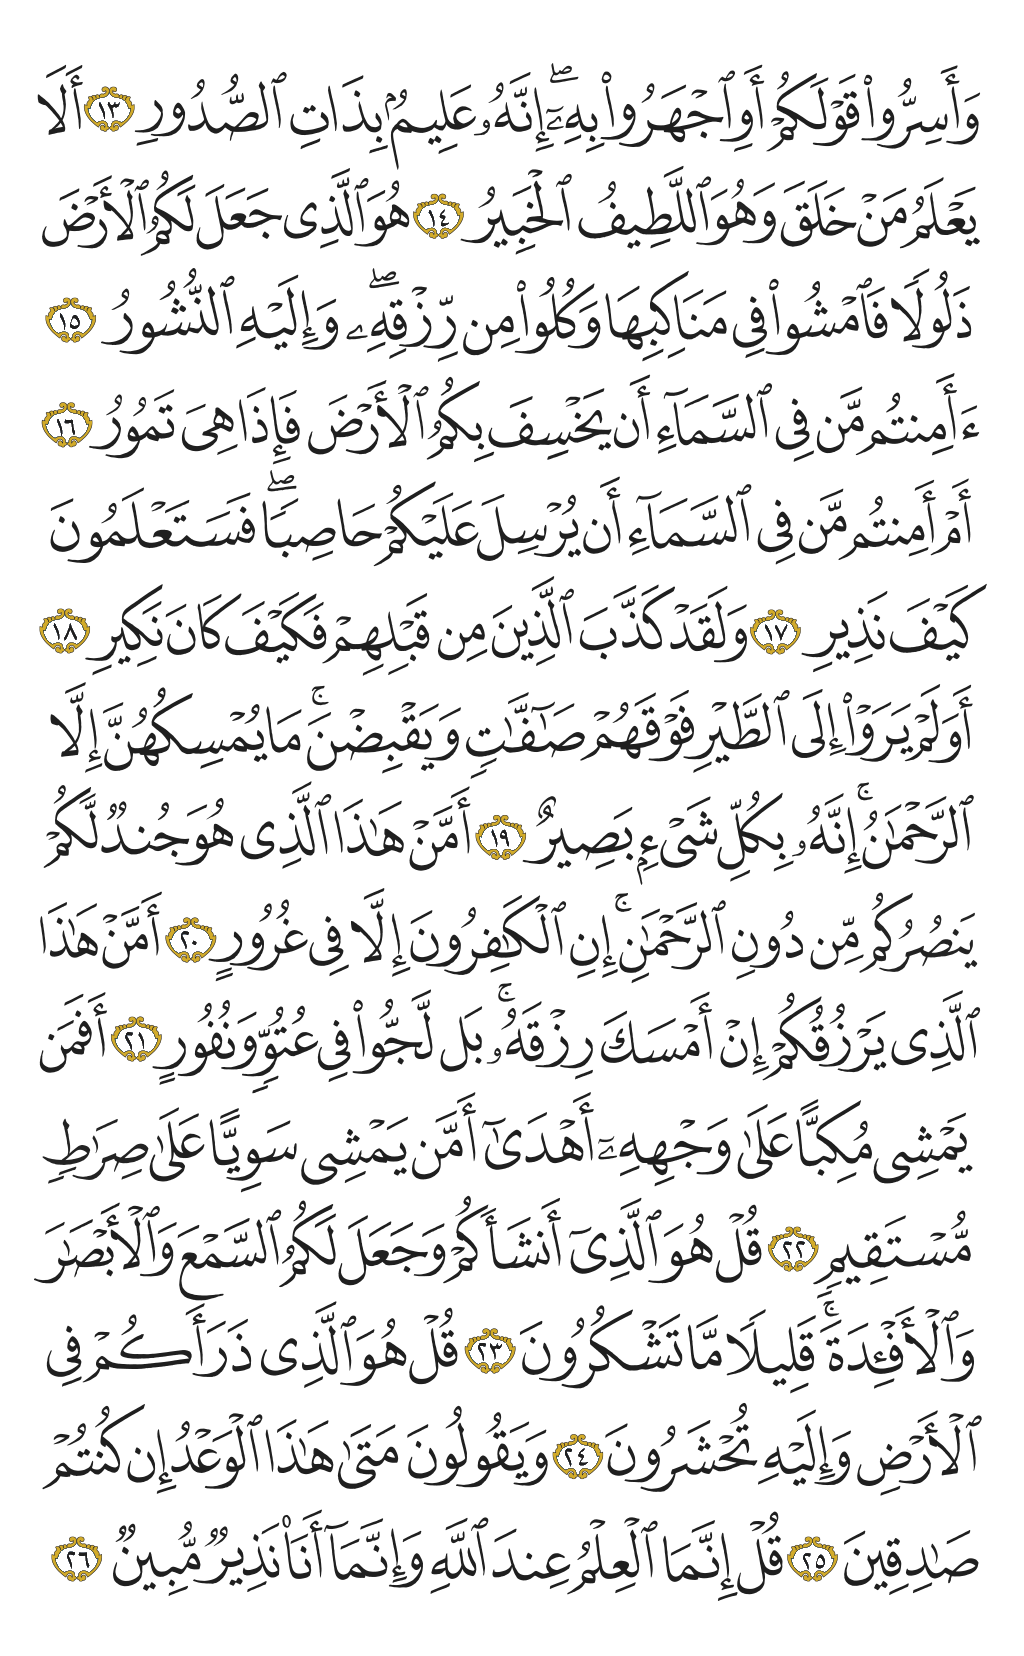 وَأَسِرُّوا۟ قَوْلَكُمْ أَوِ ٱجْهَرُوا۟ بِهِۦٓ ۖ إِنَّهُۥ عَلِيمٌۢ بِذَاتِ ٱلصُّدُورِ ١٣ أَلَا
يَعْلَمُ مَنْ خَلَقَ وَهُوَ ٱللَّطِيفُ ٱلْخَبِيرُ ١٤ هُوَ ٱلَّذِى جَعَلَ لَكُمُ ٱلْأَرْضَ
ذَلُولًا فَٱمْشُوا۟ فِى مَنَاكِبِهَا وَكُلُوا۟ مِن رِّزْقِهِۦ ۖ وَإِلَيْهِ ٱلنُّشُورُ ١٥
ءَأَمِنتُم مَّن فِى ٱلسَّمَآءِ أَن يَخْسِفَ بِكُمُ ٱلْأَرْضَ فَإِذَا هِىَ تَمُورُ ١٦
أَمْ أَمِنتُم مَّن فِى ٱلسَّمَآءِ أَن يُرْسِلَ عَلَيْكُمْ حَاصِبًا ۖ فَسَتَعْلَمُونَ
كَيْفَ نَذِيرِ ١٧ وَلَقَدْ كَذَّبَ ٱلَّذِينَ مِن قَبْلِهِمْ فَكَيْفَ كَانَ نَكِيرِ ١٨
أَوَلَمْ يَرَوْا۟ إِلَى ٱلطَّيْرِ فَوْقَهُمْ صَـٰٓفَّـٰتٍ وَيَقْبِضْنَ ۚ مَا يُمْسِكُهُنَّ إِلَّا
ٱلرَّحْمَـٰنُ ۚ إِنَّهُۥ بِكُلِّ شَىْءٍۭ بَصِيرٌ ١٩ أَمَّنْ هَـٰذَا ٱلَّذِى هُوَ جُندٌ لَّكُمْ
يَنصُرُكُم مِّن دُونِ ٱلرَّحْمَـٰنِ ۚ إِنِ ٱلْكَـٰفِرُونَ إِلَّا فِى غُرُورٍ ٢٠ أَمَّنْ هَـٰذَا
ٱلَّذِى يَرْزُقُكُمْ إِنْ أَمْسَكَ رِزْقَهُۥ ۚ بَل لَّجُّوا۟ فِى عُتُوٍّ وَنُفُورٍ ٢١ أَفَمَن
يَمْشِى مُكِبًّا عَلَىٰ وَجْهِهِۦٓ أَهْدَىٰٓ أَمَّن يَمْشِى سَوِيًّا عَلَىٰ صِرَٰطٍ
مُّسْتَقِيمٍ ٢٢ قُلْ هُوَ ٱلَّذِىٓ أَنشَأَكُمْ وَجَعَلَ لَكُمُ ٱلسَّمْعَ وَٱلْأَبْصَـٰرَ
وَٱلْأَفْـِٔدَةَ ۚ قَلِيلًا مَّا تَشْكُرُونَ ٢٣ قُلْ هُوَ ٱلَّذِى ذَرَأَكُمْ فِى
ٱلْأَرْضِ وَإِلَيْهِ تُحْشَرُونَ ٢٤ وَيَقُولُونَ مَتَىٰ هَـٰذَا ٱلْوَعْدُ إِن كُنتُمْ
صَـٰدِقِينَ ٢٥ قُلْ إِنَّمَا ٱلْعِلْمُ عِندَ ٱللَّهِ وَإِنَّمَآ أَنَا۠ نَذِيرٌ مُّبِينٌ ٢٦